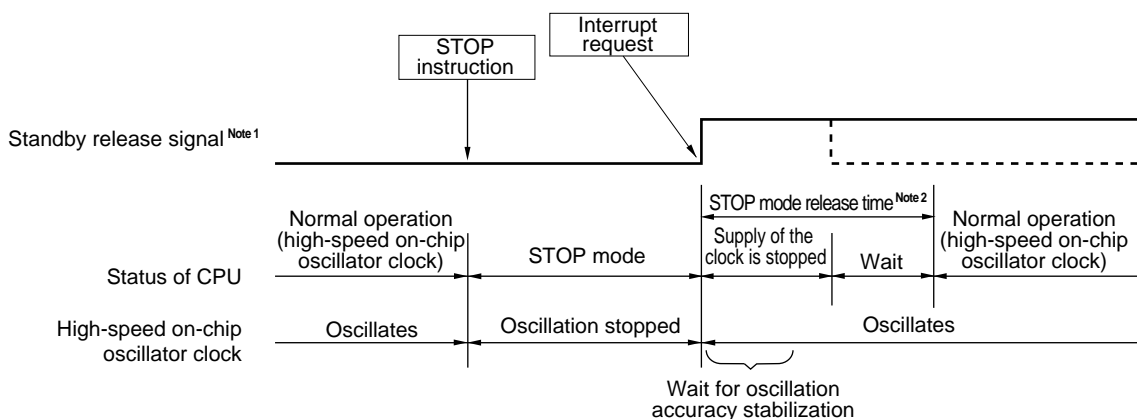 Interrupt
request
STOP
instruction
Standby release signal Note 1
STOP mode release time Note 2
Normal operation
(high-speed on-chip
oscillator clock)
STOP mode
Supply of the
clock is stopped
Wait
Normal operation
(high-speed on-chip
oscillator clock)
Status of CPU
High-speed on-chip
oscillator clock
Oscillates
Oscillation stopped
Oscillates
Wait for oscillation
accuracy stabilization